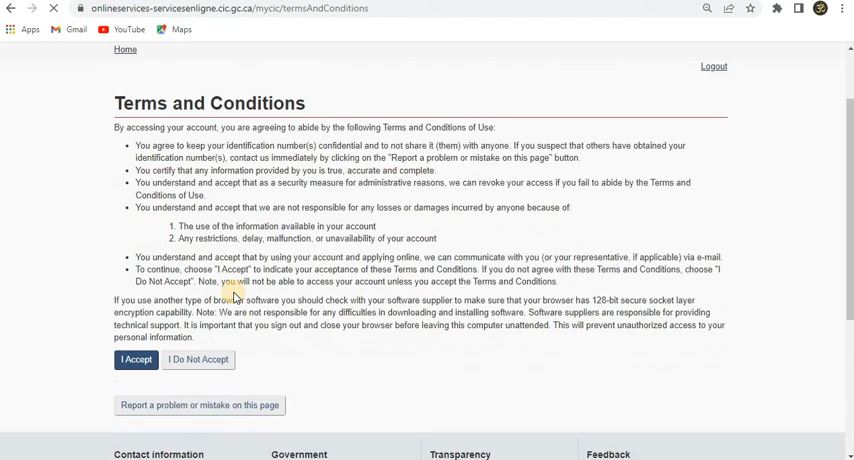 onlineservices-servicesenligne.cic.gc.ca/mycic/termsAndConditions
Apps Gmail YouTube Maps
Home
Logout
Terms and Conditions
By accessing your account, you are agreeing to abide by the following Terms and Conditions of Use:
• You agree to keep your identification number(s) confidential and to not share it (them) with anyone. If you suspect that others have obtained your
identification number(s), contact us immediately by clicking on the "Report a problem or mistake on this page" button.
• You certify that any information provided by you is true, accurate and complete.
• You understand and accept that as a security measure for administrative reasons, we can revoke your access if you fail to abide by the Terms and
Conditions of Use.
• You understand and accept that we are not responsible for any losses or damages incurred by anyone because of:
1. The use of the information available in your account
2. Any restrictions, delay, malfunction, or unavailability of your account
• You understand and accept that by using your account and applying online, we can communicate with you (or your representative, if applicable) via e-mail.
• To continue, choose "I Accept" to indicate your acceptance of these Terms and Conditions. If you do not agree with these Terms and Conditions, choose "I
Do Not Accept". Note, you will not be able to access your account unless you accept the Terms and Conditions.
If you use another type of browser software you should check with your software supplier to make sure that your browser has 128-bit secure socket layer
encryption capability. Note: We are not responsible for any difficulties in downloading and installing software. Software suppliers are responsible for providing
technical support. It is important that you sign out and close your browser before leaving this computer unattended. This will prevent unauthorized access to your
personal information.
I Accept I Do Not Accept
Report a problem or mistake on this page
Contact information Government Transparency Feedback